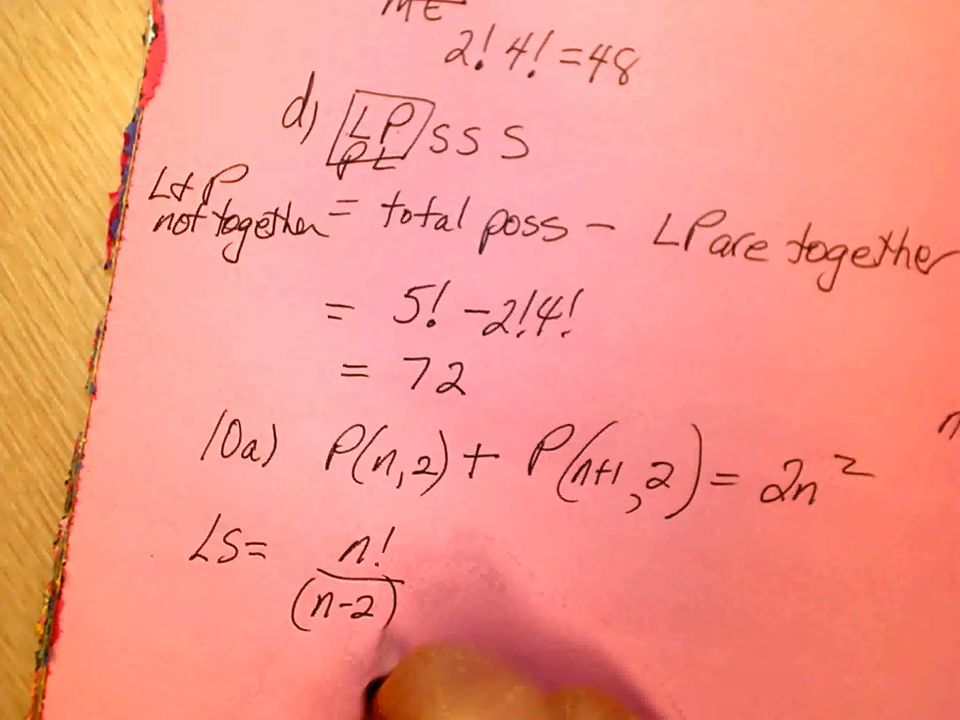 ME
2! 4! = 48
d) LP S S S
PL
L & P
not together = total poss - LP are together
= 5! - 2!4!
= 72
10a) P(n,2) + P(n+1,2) = 2n²
LS = n!
(n-2)